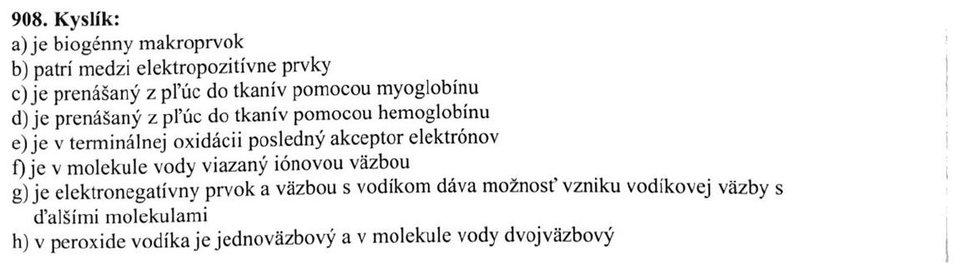 908. Kyslík:
a) je biogénny makroprvok
b) patrí medzi elektropozitívne prvky
c) je prenášaný z pľúc do tkanív pomocou myoglobínu
d) je prenášaný z pľúc do tkanív pomocou hemoglobínu
e) je v terminálnej oxidácii posledný akceptor elektrónov
f) je v molekule vody viazaný iónovou väzbou
g) je elektronegatívny prvok a väzbou s vodíkom dáva možnosť vzniku vodíkovej väzby s
ďalšími molekulami
h) v peroxide vodíka je jednoväzbový a v molekule vody dvojväzbový